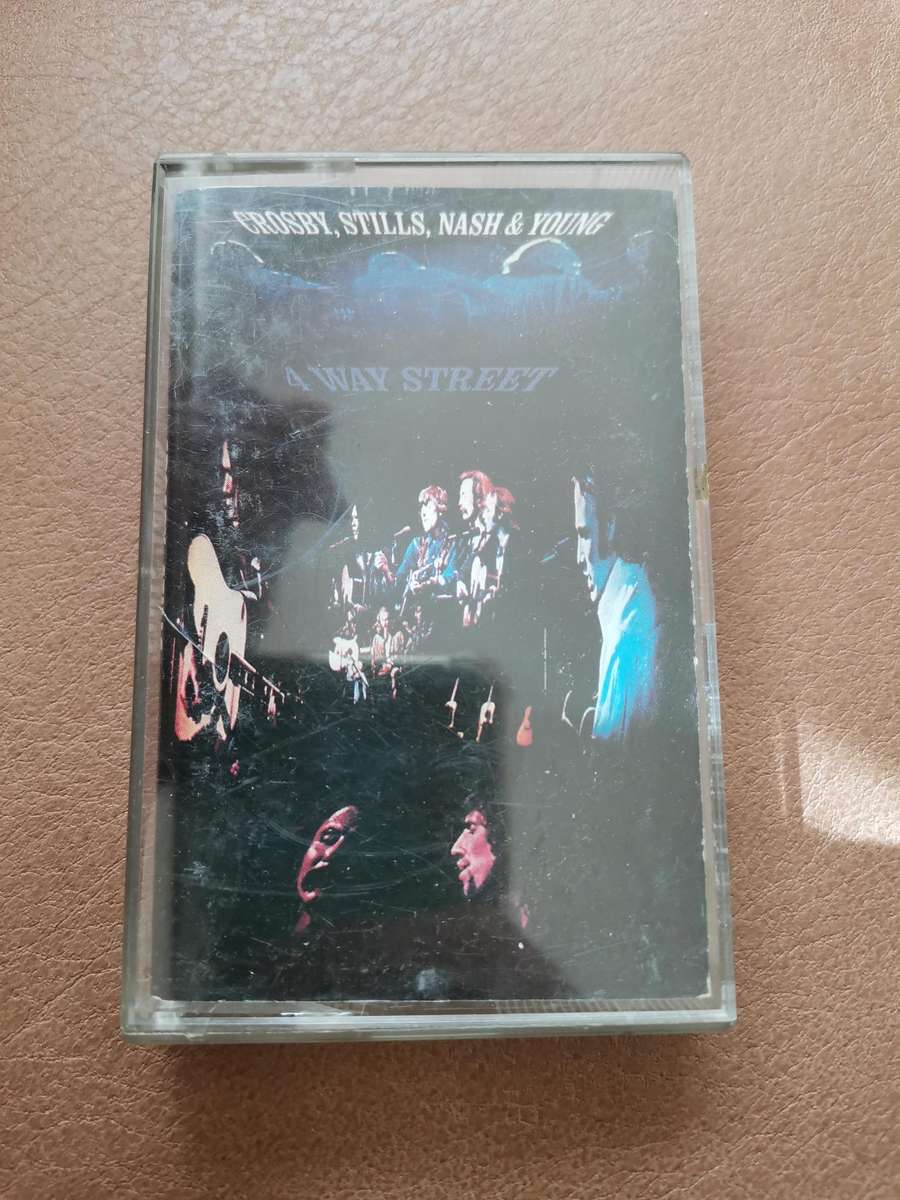 CROSBY, STILLS, NASH & YOUNG
4 WAY STREET